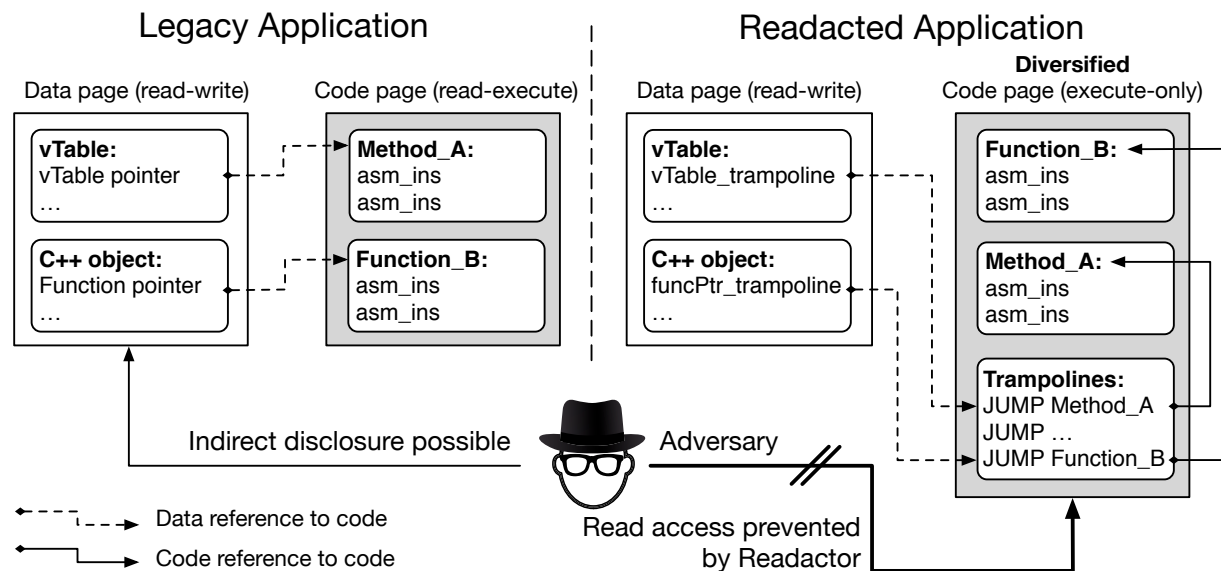 Legacy Application
Data page (read-write)
Code page (read-execute)
vTable:
vTable pointer
…
Method_A:
asm_ins
asm_ins
C++ object:
Function pointer
…
Function_B:
asm_ins
asm_ins
Readacted Application
Data page (read-write)
Diversified
Code page (execute-only)
vTable:
vTable_trampoline
…
Function_B:
asm_ins
asm_ins
C++ object:
funcPtr_trampoline
…
Method_A:
asm_ins
asm_ins
Trampolines:
JUMP Method_A
JUMP …
JUMP Function_B
Indirect disclosure possible
Adversary
Read access prevented
by Readactor
Data reference to code
Code reference to code